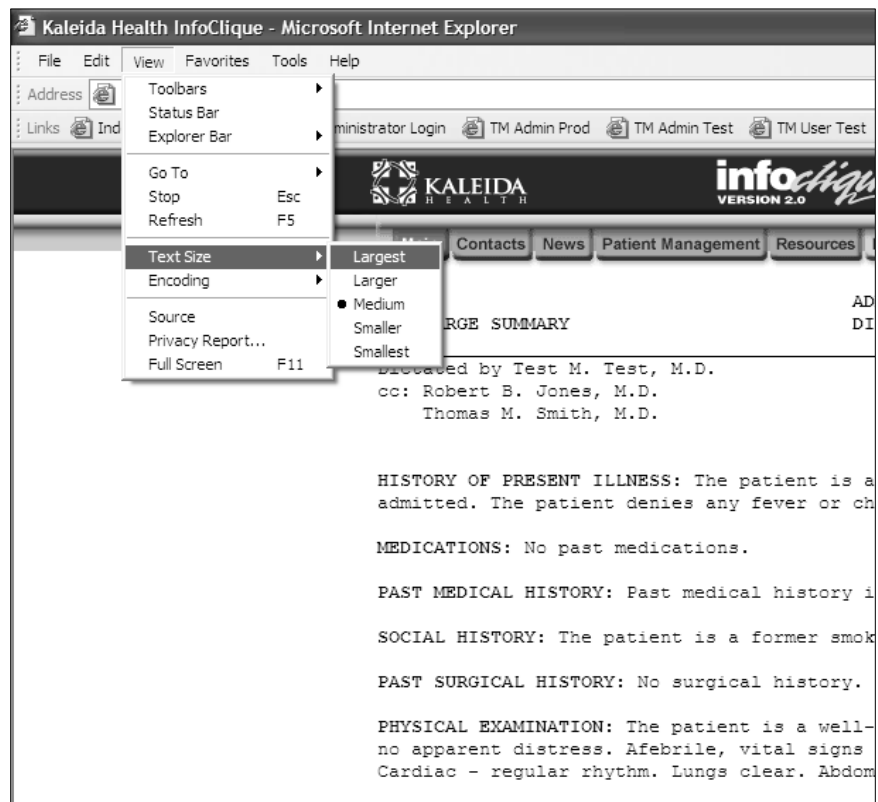 Kaleida Health InfoClique - Microsoft Internet Explorer
File Edit View Favorites Tools Help
Address
Links Ind ministrator Login TM Admin Prod TM Admin Test TM User Test
Toolbars
Status Bar
Explorer Bar
Go To
Stop Esc
Refresh F5
Text Size
Encoding
Source
Privacy Report...
Full Screen F11
Largest
Larger
Medium
Smaller
Smallest
KALEIDA
HEALTH
infoclique
VERSION 2.0
Contacts News Patient Management Resources
AD
RGE SUMMARY DI
Dictated by Test M. Test, M.D.
cc: Robert B. Jones, M.D.
Thomas M. Smith, M.D.
HISTORY OF PRESENT ILLNESS: The patient is a
admitted. The patient denies any fever or ch
MEDICATIONS: No past medications.
PAST MEDICAL HISTORY: Past medical history i
SOCIAL HISTORY: The patient is a former smok
PAST SURGICAL HISTORY: No surgical history.
PHYSICAL EXAMINATION: The patient is a well-
no apparent distress. Afebrile, vital signs
Cardiac - regular rhythm. Lungs clear. Abdom